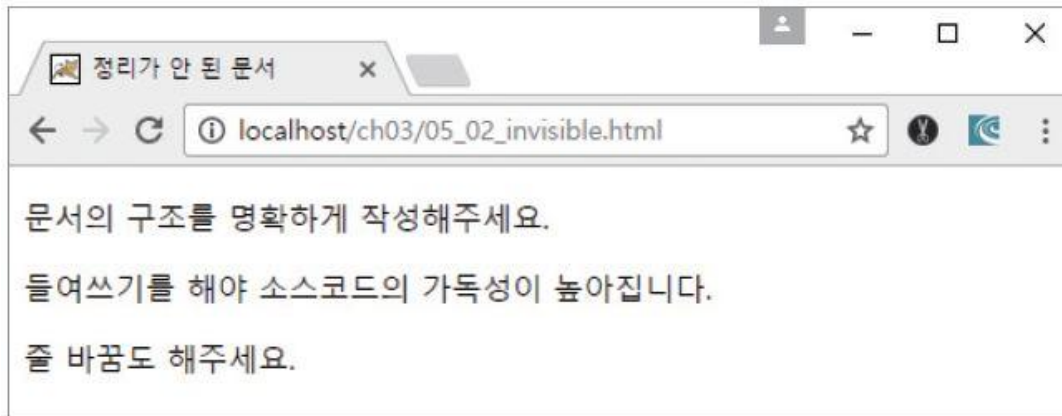 정리가 안 된 문서
localhost/ch03/05_02_invisible.html
문서의 구조를 명확하게 작성해주세요.
들여쓰기를 해야 소스코드의 가독성이 높아집니다.
줄 바꿈도 해주세요.